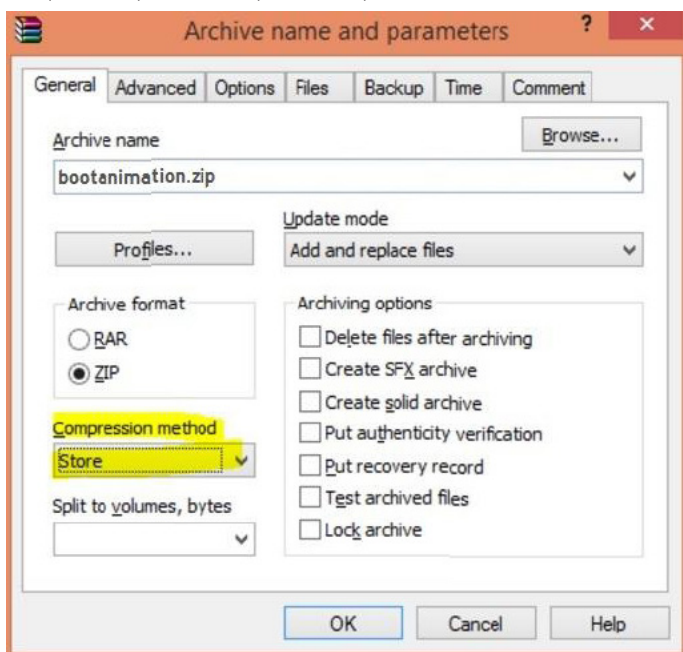 Archive name and parameters
?
×
General
Advanced
Options
Files
Backup
Time
Comment
Archive name
Browse...
bootanimation.zip
Update mode
Profiles...
Add and replace files
Archive format
RAR
ZIP
Compression method
Store
Split to volumes, bytes
Archiving options
Delete files after archiving
Create SFX archive
Create solid archive
Put authenticity verification
Put recovery record
Test archived files
Lock archive
OK
Cancel
Help